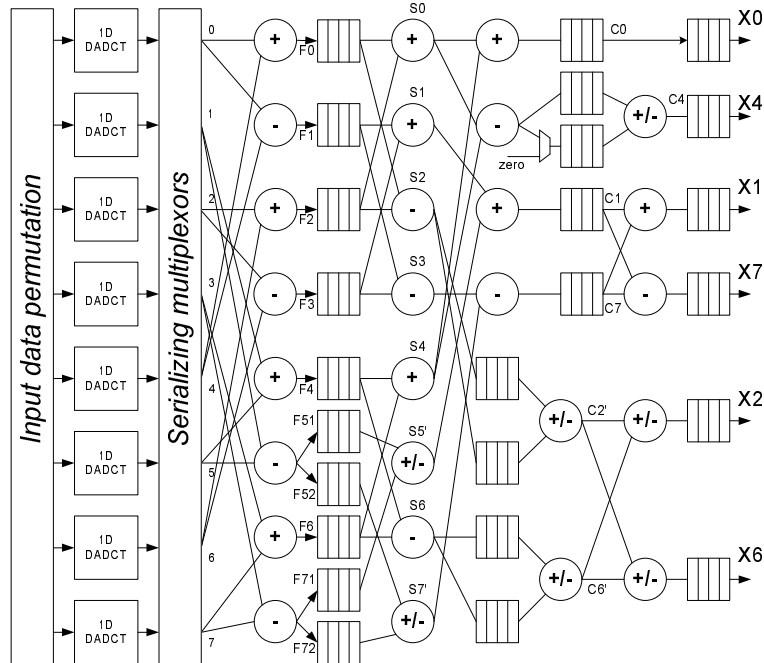 Input data permutation
1D
DADCT
1D
DADCT
1D
DADCT
1D
DADCT
1D
DADCT
1D
DADCT
1D
DADCT
1D
DADCT
Serializing multiplexors
0
1
2
3
4
5
6
7
+
-
+
-
+
-
+
-
F0
F1
F2
F3
F4
F51
F52
F6
F71
F72
S0
+
S1
+
S2
-
S3
-
S4
+
S5'
+/-
S6
-
S7'
+/-
+
-
+
-
zero
C0
C4
+/-
C1
+
C7
-
+/-
C2'
+/-
+/-
C6'
+/-
X0
X4
X1
X7
X2
X6